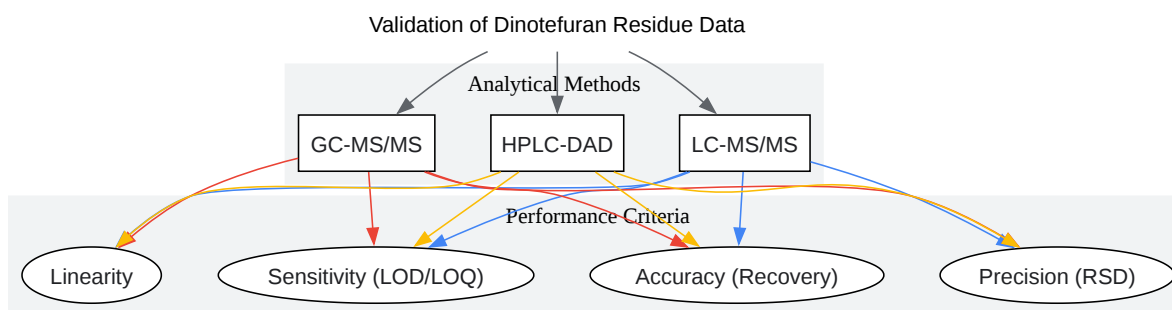 Validation of Dinotefuran Residue Data
Analytical Methods
GC-MS/MS
HPLC-DAD
LC-MS/MS
Performance Criteria
Linearity
Sensitivity (LOD/LOQ)
Accuracy (Recovery)
Precision (RSD)